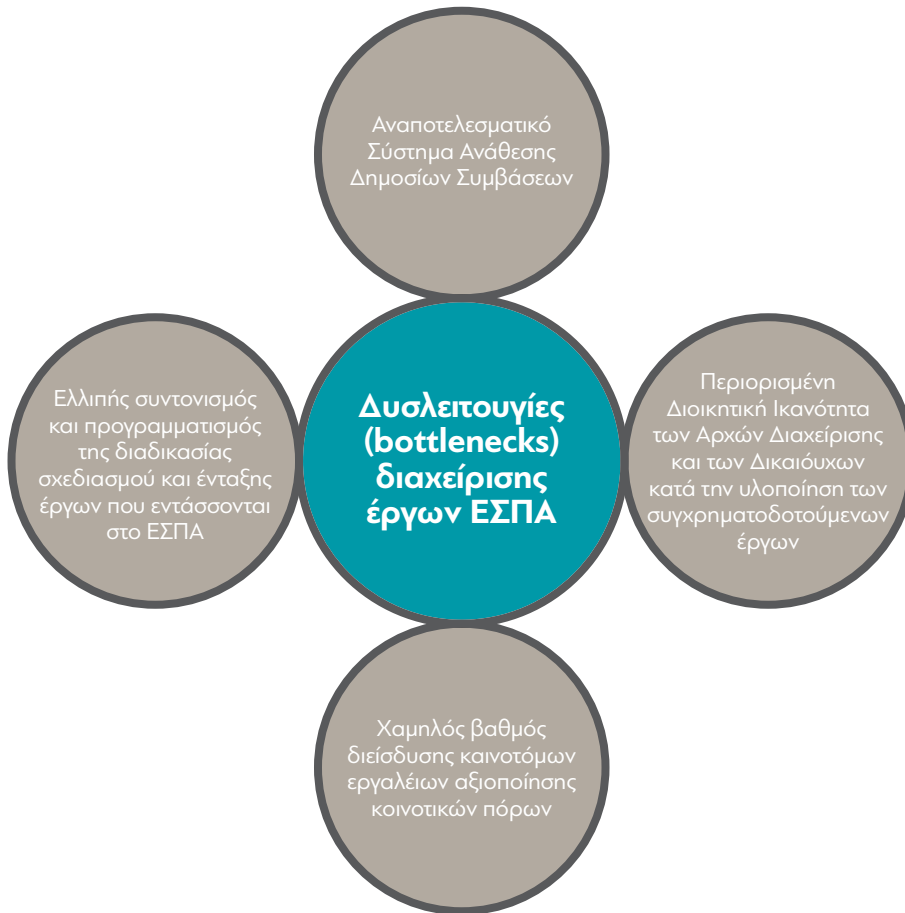 Αναποτελεσματικό
Σύστημα Ανάθεσης
Δημοσίων Συμβάσεων
Ελλιπής συντονισμός
και προγραμματισμός
της διαδικασίας
σχεδιασμού και ένταξης
έργων που εντάσσονται
στο ΕΣΠΑ
Δυσλειτουγίες
(bottlenecks)
διαχείρισης
έργων ΕΣΠΑ
Περιορισμένη
Διοικητική Ικανότητα
των Αρχών Διαχείρισης
και των Δικαιόυχων
κατά την υλοποίηση των
συγχρηματοδοτούμενων
έργων
Χαμηλός βαθμός
διείσδυσης καινοτόμων
εργαλέιων αξιοποίησης
κοινοτικών πόρων